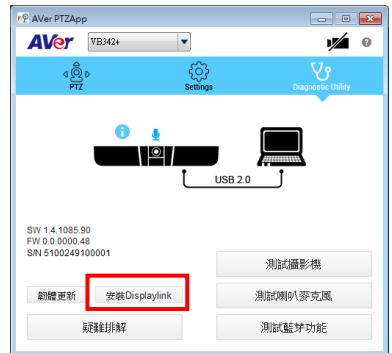 AVer PTZApp
AVer VB342+
PTZ Settings Diagnostic Utility
USB 2.0
SW 1.4.1085.90
FW 0.0.0000.48
S/N 5100249100001
測試攝影機
韌體更新 安裝Displaylink 測試喇叭麥克風
疑難排解 測試藍芽功能